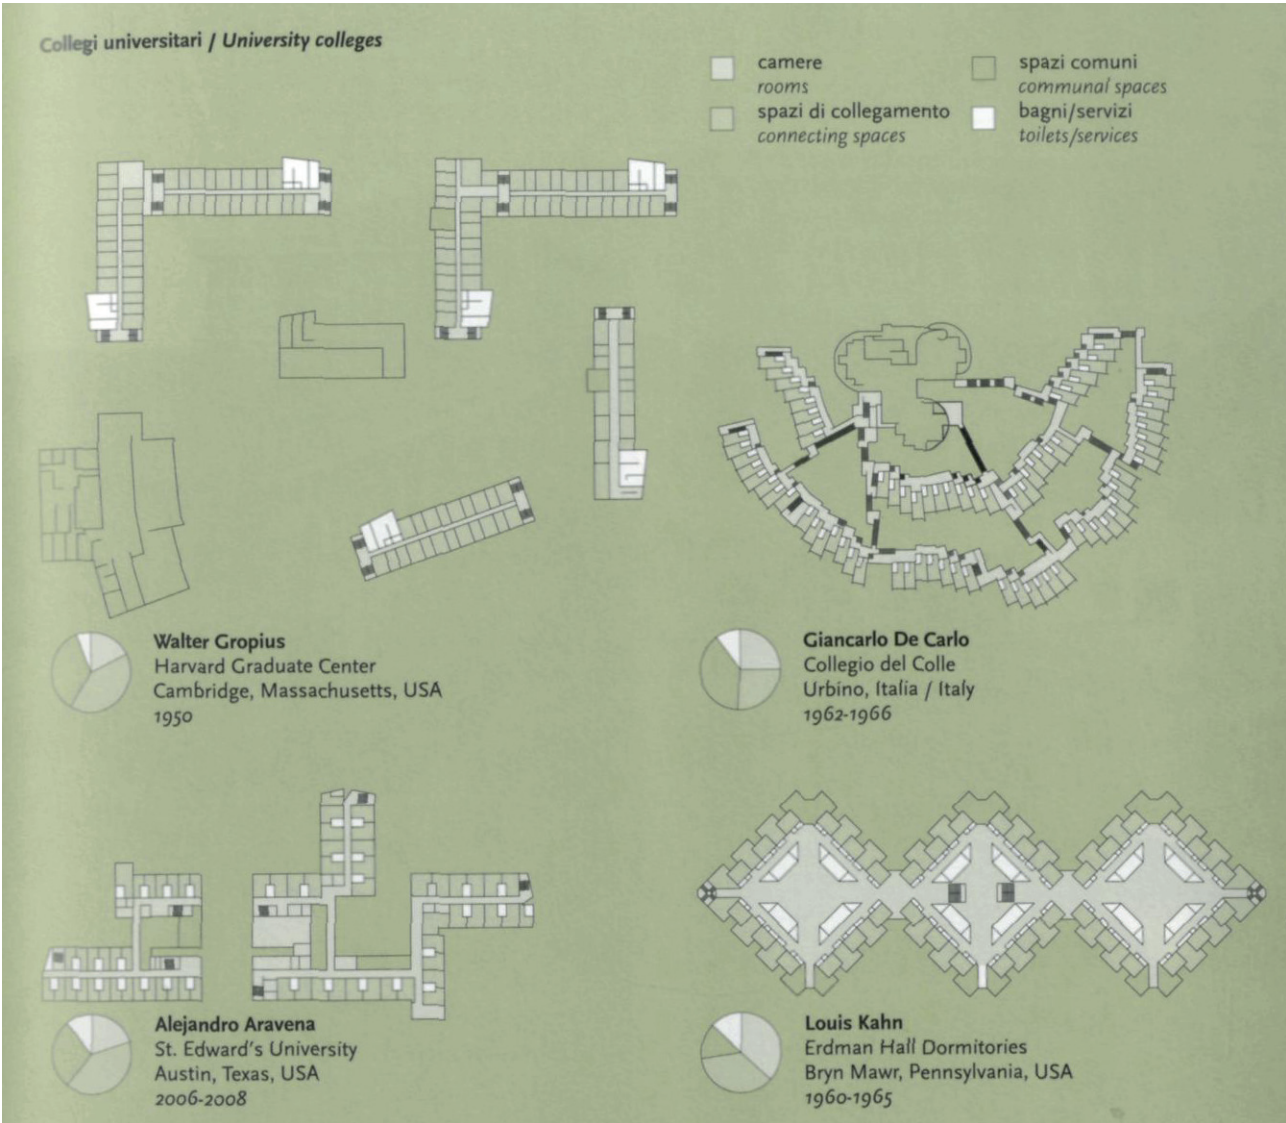 Collegi universitari / University colleges
camere
rooms
spazi di collegamento
connecting spaces
spazi comuni
communal spaces
bagni/servizi
toilets/services
Walter Gropius
Harvard Graduate Center
Cambridge, Massachusetts, USA
1950
Giancarlo De Carlo
Collegio del Colle
Urbino, Italia / Italy
1962-1966
Alejandro Aravena
St. Edward's University
Austin, Texas, USA
2006-2008
Louis Kahn
Erdman Hall Dormitories
Bryn Mawr, Pennsylvania, USA
1960-1965